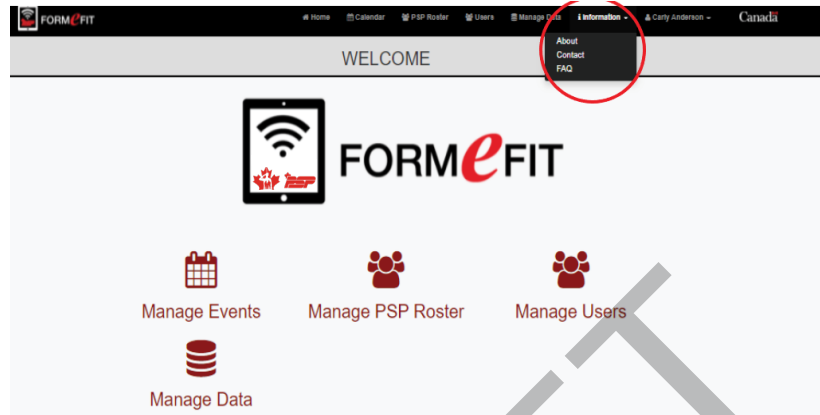 FORMeFIT Home Calendar PSP Roster Users Manage Data Information Carly Anderson Canada
About
Contact
FAQ
WELCOME
PSP
FORMeFIT
Manage Events Manage PSP Roster Manage Users
Manage Data